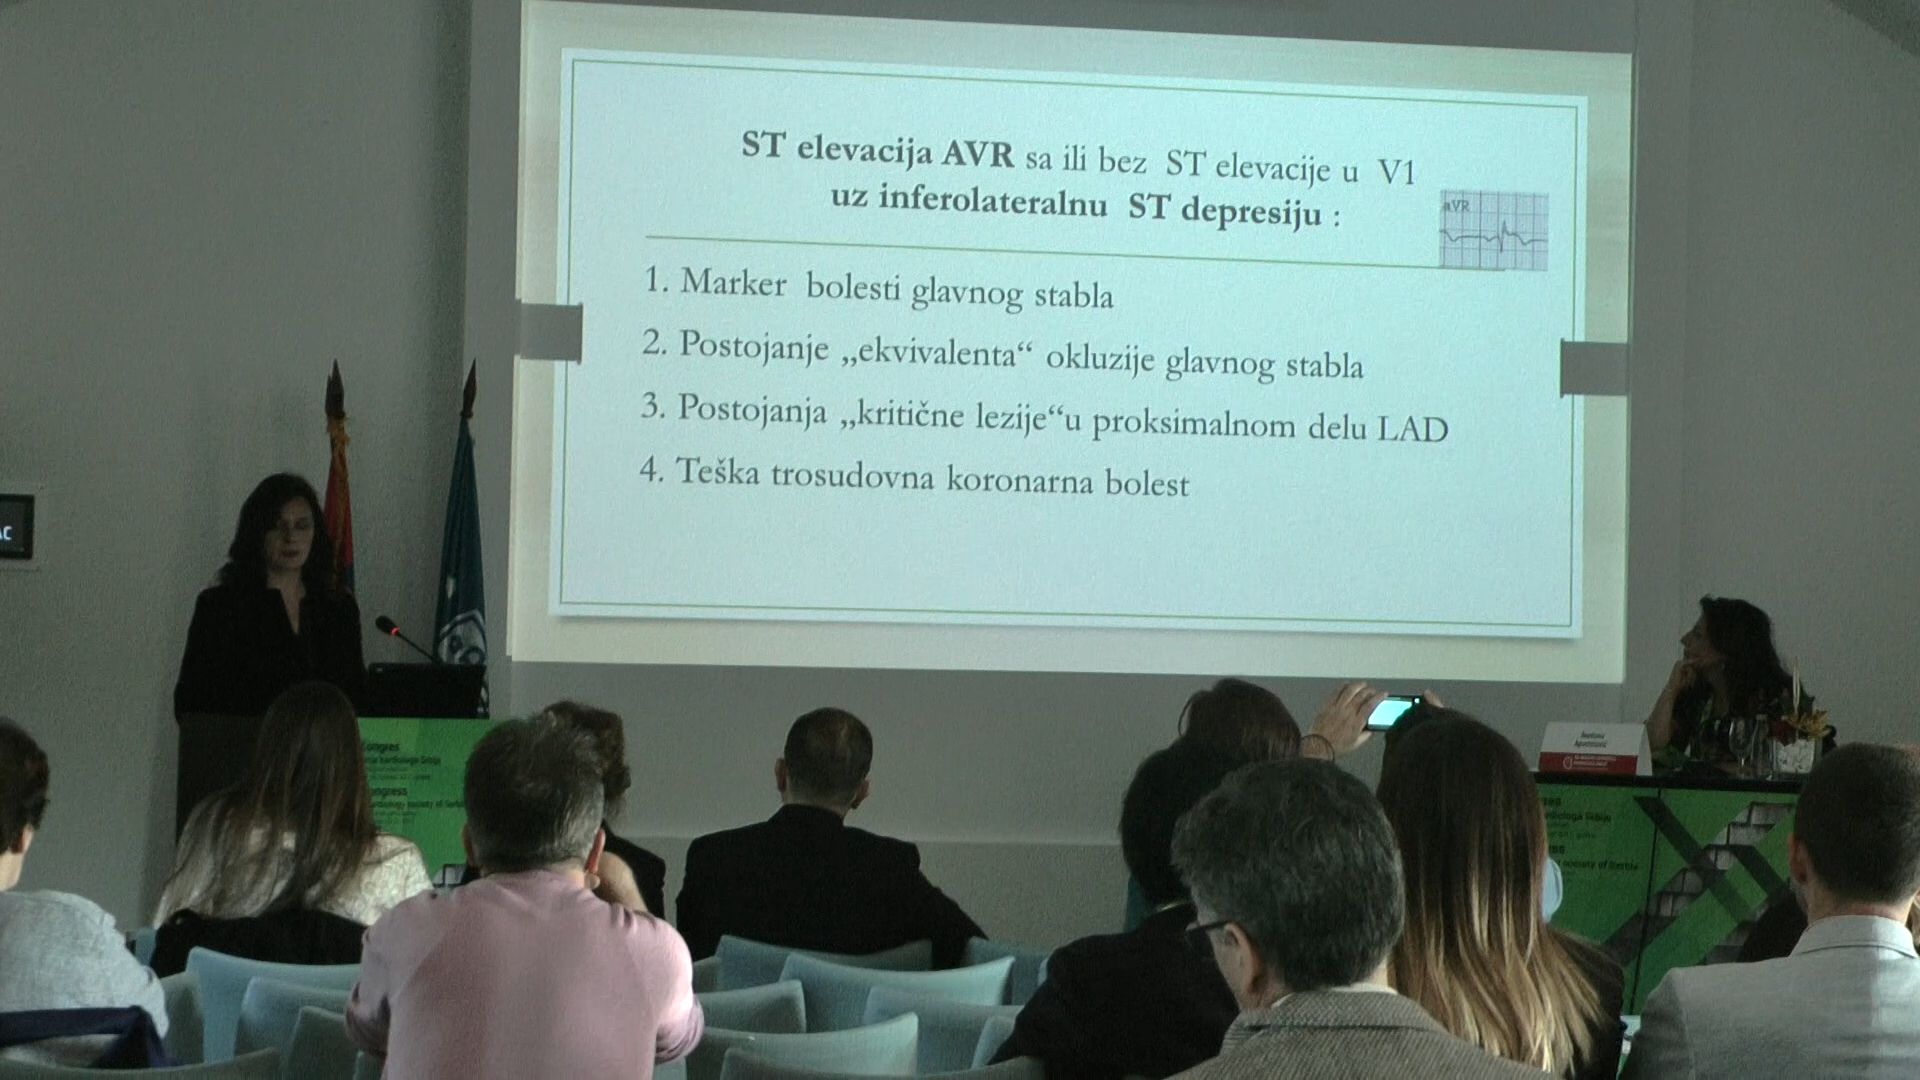 ST elevacija AVR sa ili bez ST elevacije u V1
uz inferolateralnu ST depresiju :
aVR
1. Marker bolesti glavnog stabla
2. Postojanje „ekvivalenta“ okluzije glavnog stabla
3. Postojanja „kritične lezije“u proksimalnom delu LAD
4. Teška trosudovna koronarna bolest
AC